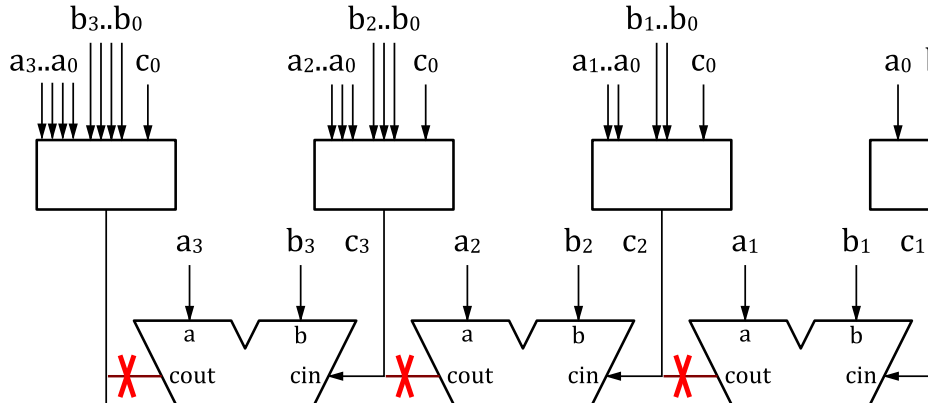 b₃..b₀ b₂..b₀ b₁..b₀
a₃..a₀ c₀ a₂..a₀ c₀ a₁..a₀ c₀ a₀
a₃ b₃ c₃ a₂ b₂ c₂ a₁ b₁ c₁
a b a b a b
cout cin cout cin cout cin